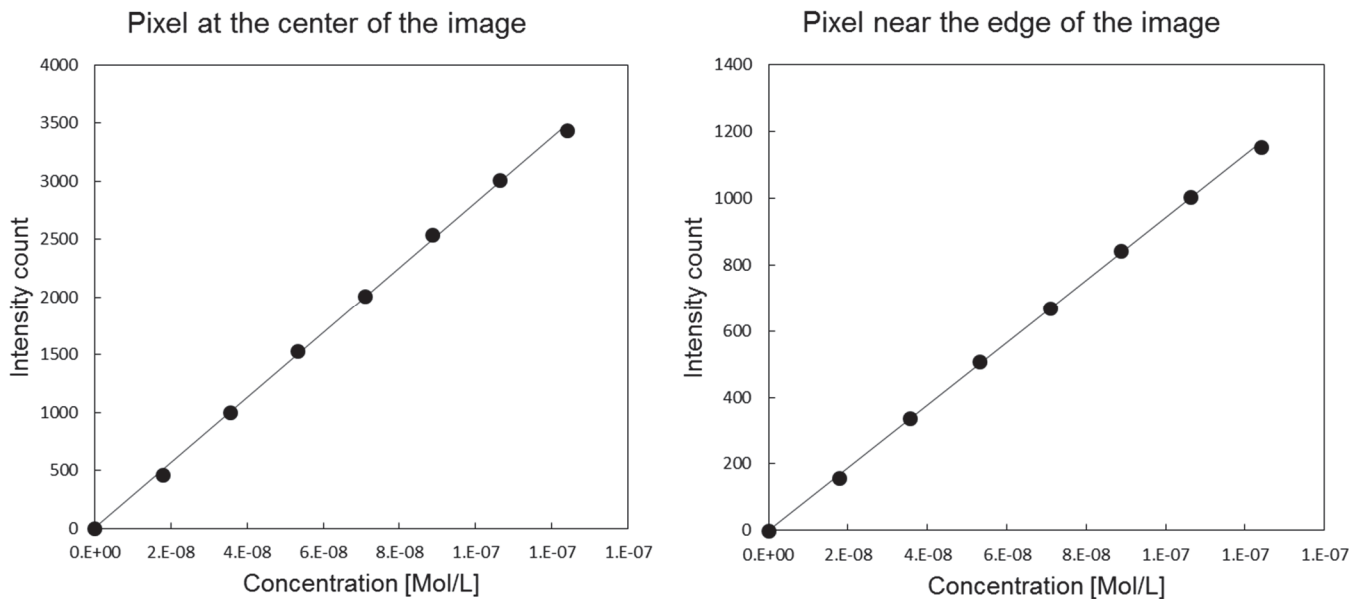 Pixel at the center of the image
4000
3500
3000
2500
2000
1500
1000
500
0
0.E+00 2.E-08 4.E-08 6.E-08 8.E-08 1.E-07 1.E-07 1.E-07
Intensity count
Concentration [Mol/L]
Pixel near the edge of the image
1400
1200
1000
800
600
400
200
0
0.E+00 2.E-08 4.E-08 6.E-08 8.E-08 1.E-07 1.E-07 1.E-07
Intensity count
Concentration [Mol/L]